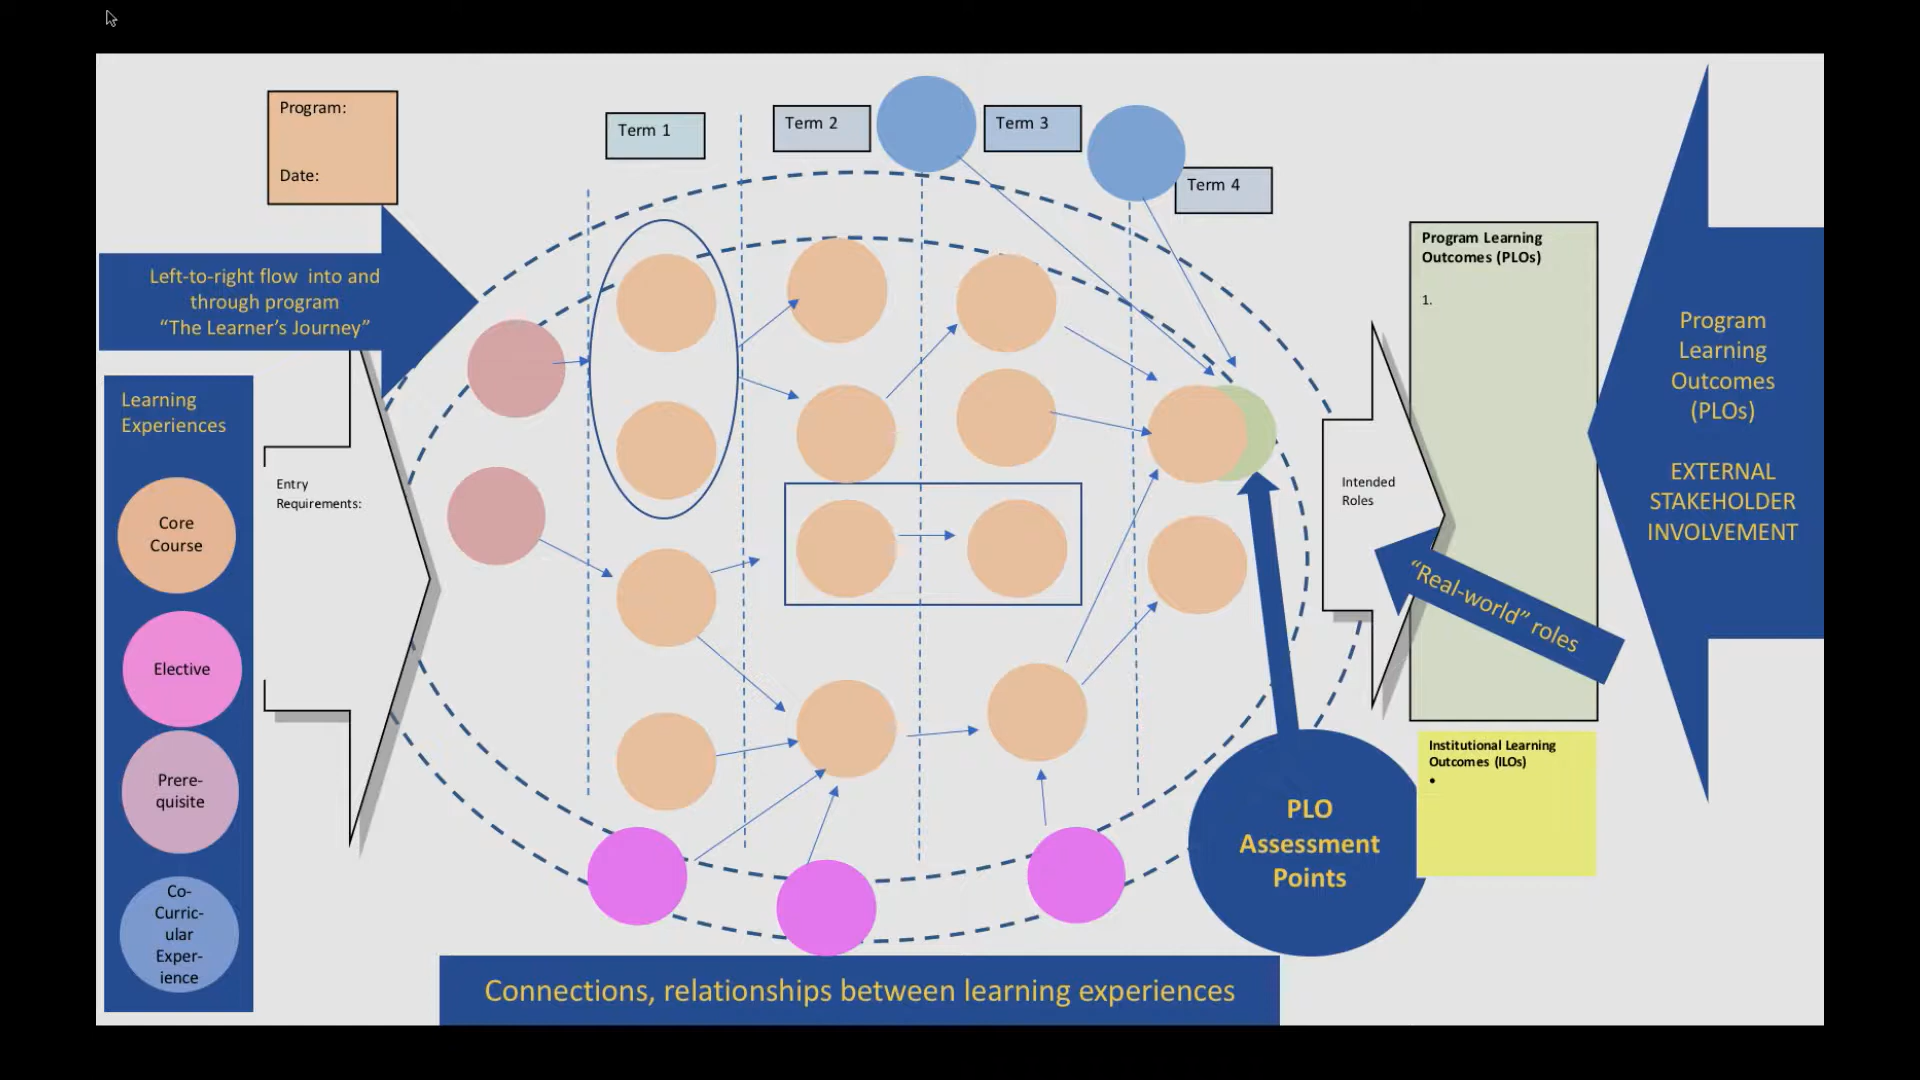 Program:
Date:
Term 1
Term 2
Term 3
Term 4
Left-to-right flow  into and
through program
“The Learner’s Journey”
Learning
Experiences
Core
Course
Elective
Prere-
quisite
Co-
Curric-
ular
Exper-
ience
Entry
Requirements:
Intended
Roles
Program Learning
Outcomes (PLOs)
1.
“Real-world” roles
Program
Learning
Outcomes
(PLOs)
EXTERNAL
STAKEHOLDER
INVOLVEMENT
PLO
Assessment
Points
Institutional Learning
Outcomes (ILOs)
•
Connections, relationships between learning experiences